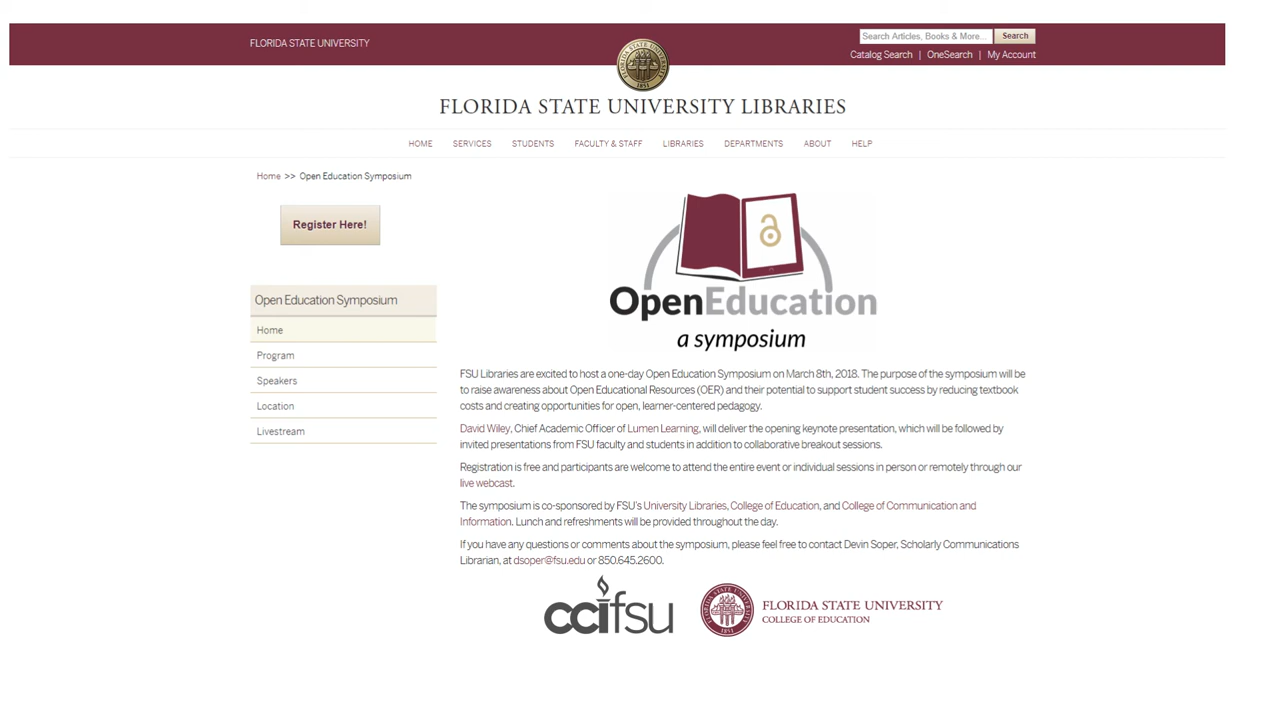 FLORIDA STATE UNIVERSITY
Search Articles, Books & More...
Search
Catalog Search | OneSearch | My Account
1851
FLORIDA STATE UNIVERSITY LIBRARIES
HOME SERVICES STUDENTS FACULTY & STAFF LIBRARIES DEPARTMENTS ABOUT HELP
Home >> Open Education Symposium
Register Here!
Open Education Symposium
Home
Program
Speakers
Location
Livestream
OpenEducation
a symposium
FSU Libraries are excited to host a one-day Open Education Symposium on March 8th, 2018. The purpose of the symposium will be
to raise awareness about Open Educational Resources (OER) and their potential to support student success by reducing textbook
costs and creating opportunities for open, learner-centered pedagogy.
David Wiley, Chief Academic Officer of Lumen Learning, will deliver the opening keynote presentation, which will be followed by
invited presentations from FSU faculty and students in addition to collaborative breakout sessions.
Registration is free and participants are welcome to attend the entire event or individual sessions in person or remotely through our
live webcast.
The symposium is co-sponsored by FSU's University Libraries, College of Education, and College of Communication and
Information. Lunch and refreshments will be provided throughout the day.
If you have any questions or comments about the symposium, please feel free to contact Devin Soper, Scholarly Communications
Librarian, at dsoper@fsu.edu or 850.645.2600.
ccifsu
1851
FLORIDA STATE UNIVERSITY
COLLEGE OF EDUCATION